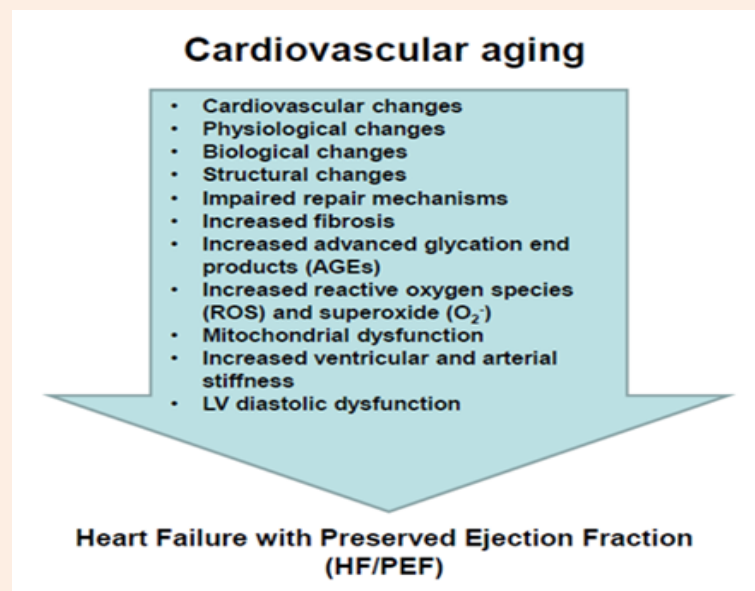 Cardiovascular aging
• Cardiovascular changes
• Physiological changes
• Biological changes
• Structural changes
• Impaired repair mechanisms
• Increased fibrosis
• Increased advanced glycation end
products (AGEs)
• Increased reactive oxygen species
(ROS) and superoxide (O₂⁻)
• Mitochondrial dysfunction
• Increased ventricular and arterial
stiffness
• LV diastolic dysfunction
Heart Failure with Preserved Ejection Fraction
(HF/PEF)